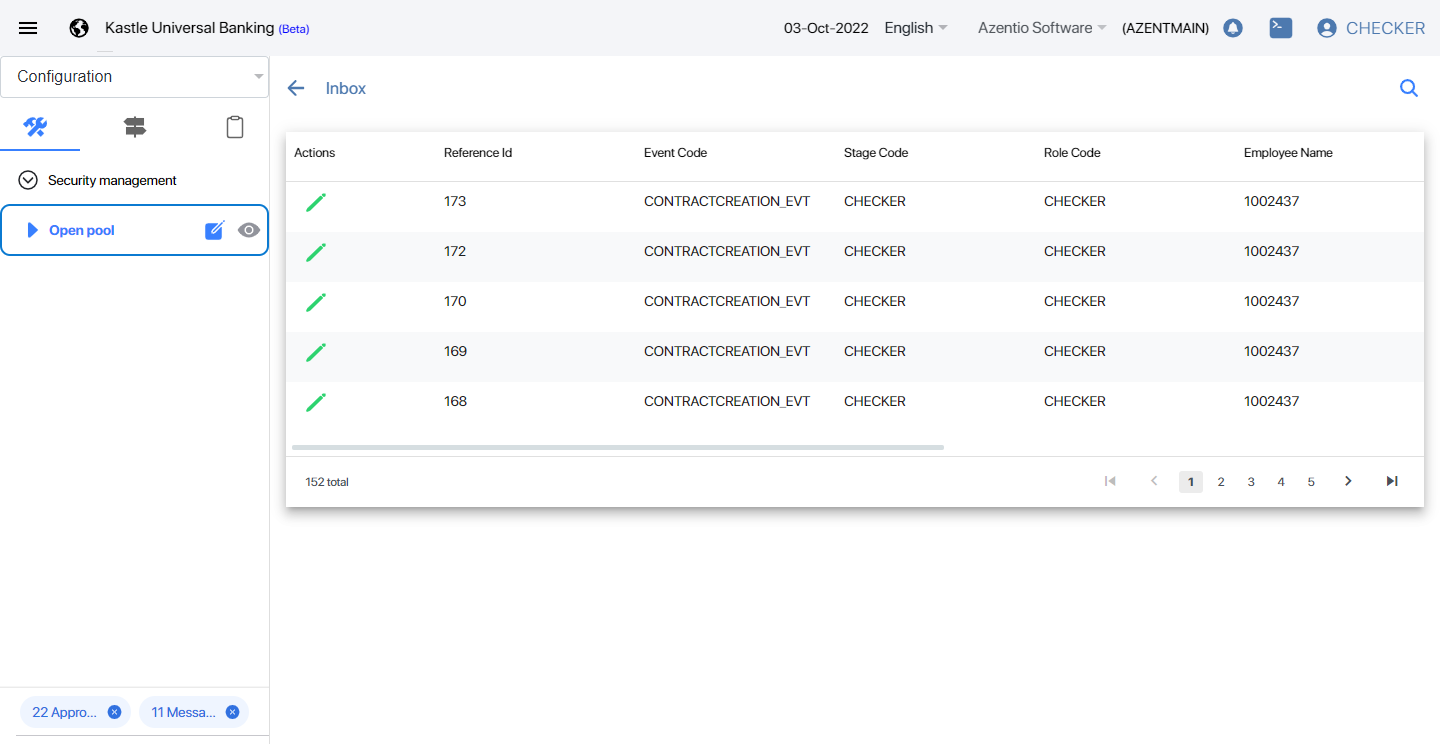 Kastle Universal Banking (Beta)
03-Oct-2022 English Azentio Software (AZENTMAIN) CHECKER
Configuration
Security management
Open pool
22 Appro...
11 Messa...
Inbox
Actions Reference Id Event Code Stage Code Role Code Employee Name
173 CONTRACTCREATION_EVT CHECKER CHECKER 1002437
172 CONTRACTCREATION_EVT CHECKER CHECKER 1002437
170 CONTRACTCREATION_EVT CHECKER CHECKER 1002437
169 CONTRACTCREATION_EVT CHECKER CHECKER 1002437
168 CONTRACTCREATION_EVT CHECKER CHECKER 1002437
152 total
1 2 3 4 5